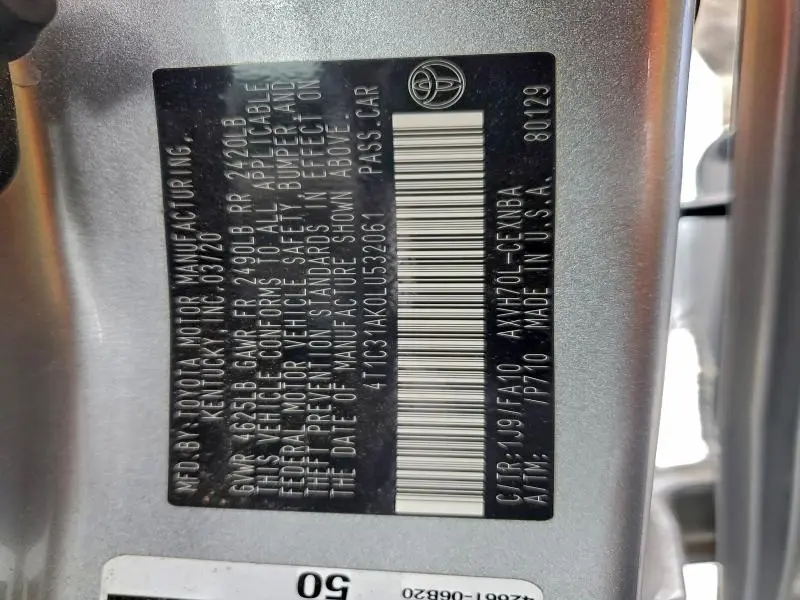 MFD.BY:TOYOTA MOTOR MANUFACTURING,
KENTUCKY, INC. 03/20
GVWR 4625LB GAWR FR 2490LB RR 2420LB
THIS VEHICLE CONFORMS TO ALL APPLICABLE
FEDERAL MOTOR VEHICLE SAFETY, BUMPER AND
THEFT PREVENTION STANDARDS IN EFFECT ON
THE DATE OF MANUFACTURE SHOWN ABOVE.
4T1C31AK0LU532061 PASS.CAR
C/TR:1J9/FA10 AXVH70L-CEXNBA
A/TM: /P710 MADE IN U.S.A. 80129
50
42661-06B20